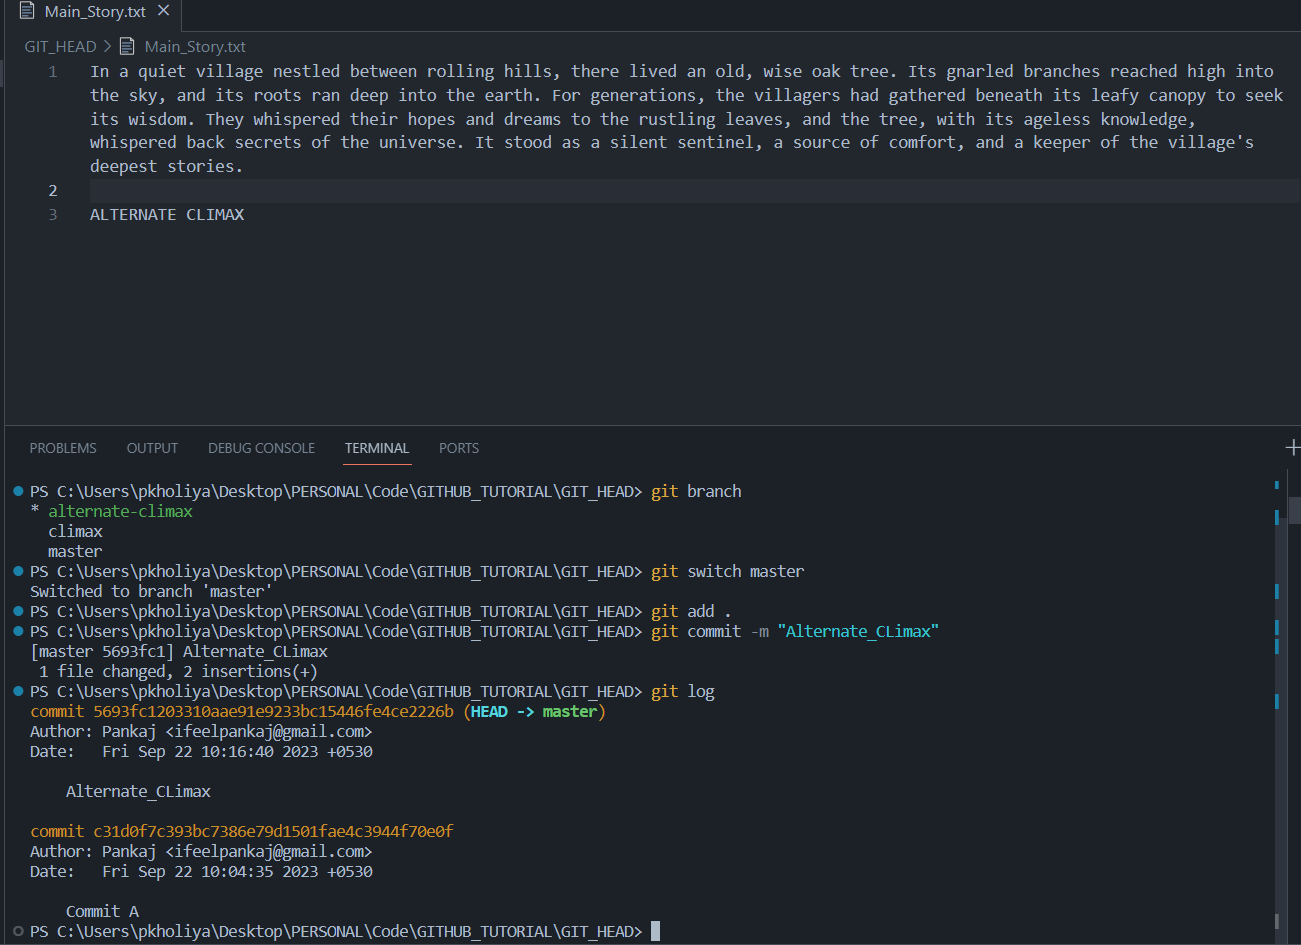 Main_Story.txt
GIT_HEAD > Main_Story.txt
1 In a quiet village nestled between rolling hills, there lived an old, wise oak tree. Its gnarled branches reached high into
the sky, and its roots ran deep into the earth. For generations, the villagers had gathered beneath its leafy canopy to seek
its wisdom. They whispered their hopes and dreams to the rustling leaves, and the tree, with its ageless knowledge,
whispered back secrets of the universe. It stood as a silent sentinel, a source of comfort, and a keeper of the village's
deepest stories.
2
3 ALTERNATE CLIMAX
PROBLEMS OUTPUT DEBUG CONSOLE TERMINAL PORTS
PS C:\Users\pkholiya\Desktop\PERSONAL\Code\GITHUB_TUTORIAL\GIT_HEAD> git branch
* alternate-climax
climax
master
PS C:\Users\pkholiya\Desktop\PERSONAL\Code\GITHUB_TUTORIAL\GIT_HEAD> git switch master
Switched to branch 'master'
PS C:\Users\pkholiya\Desktop\PERSONAL\Code\GITHUB_TUTORIAL\GIT_HEAD> git add .
PS C:\Users\pkholiya\Desktop\PERSONAL\Code\GITHUB_TUTORIAL\GIT_HEAD> git commit -m "Alternate_CLimax"
[master 5693fc1] Alternate_CLimax
1 file changed, 2 insertions(+)
PS C:\Users\pkholiya\Desktop\PERSONAL\Code\GITHUB_TUTORIAL\GIT_HEAD> git log
commit 5693fc1203310aae91e9233bc15446fe4ce2226b (HEAD -> master)
Author: Pankaj <ifeelpankaj@gmail.com>
Date: Fri Sep 22 10:16:40 2023 +0530
Alternate_CLimax
commit c31d0f7c393bc7386e79d1501fae4c3944f70e0f
Author: Pankaj <ifeelpankaj@gmail.com>
Date: Fri Sep 22 10:04:35 2023 +0530
Commit A
PS C:\Users\pkholiya\Desktop\PERSONAL\Code\GITHUB_TUTORIAL\GIT_HEAD>